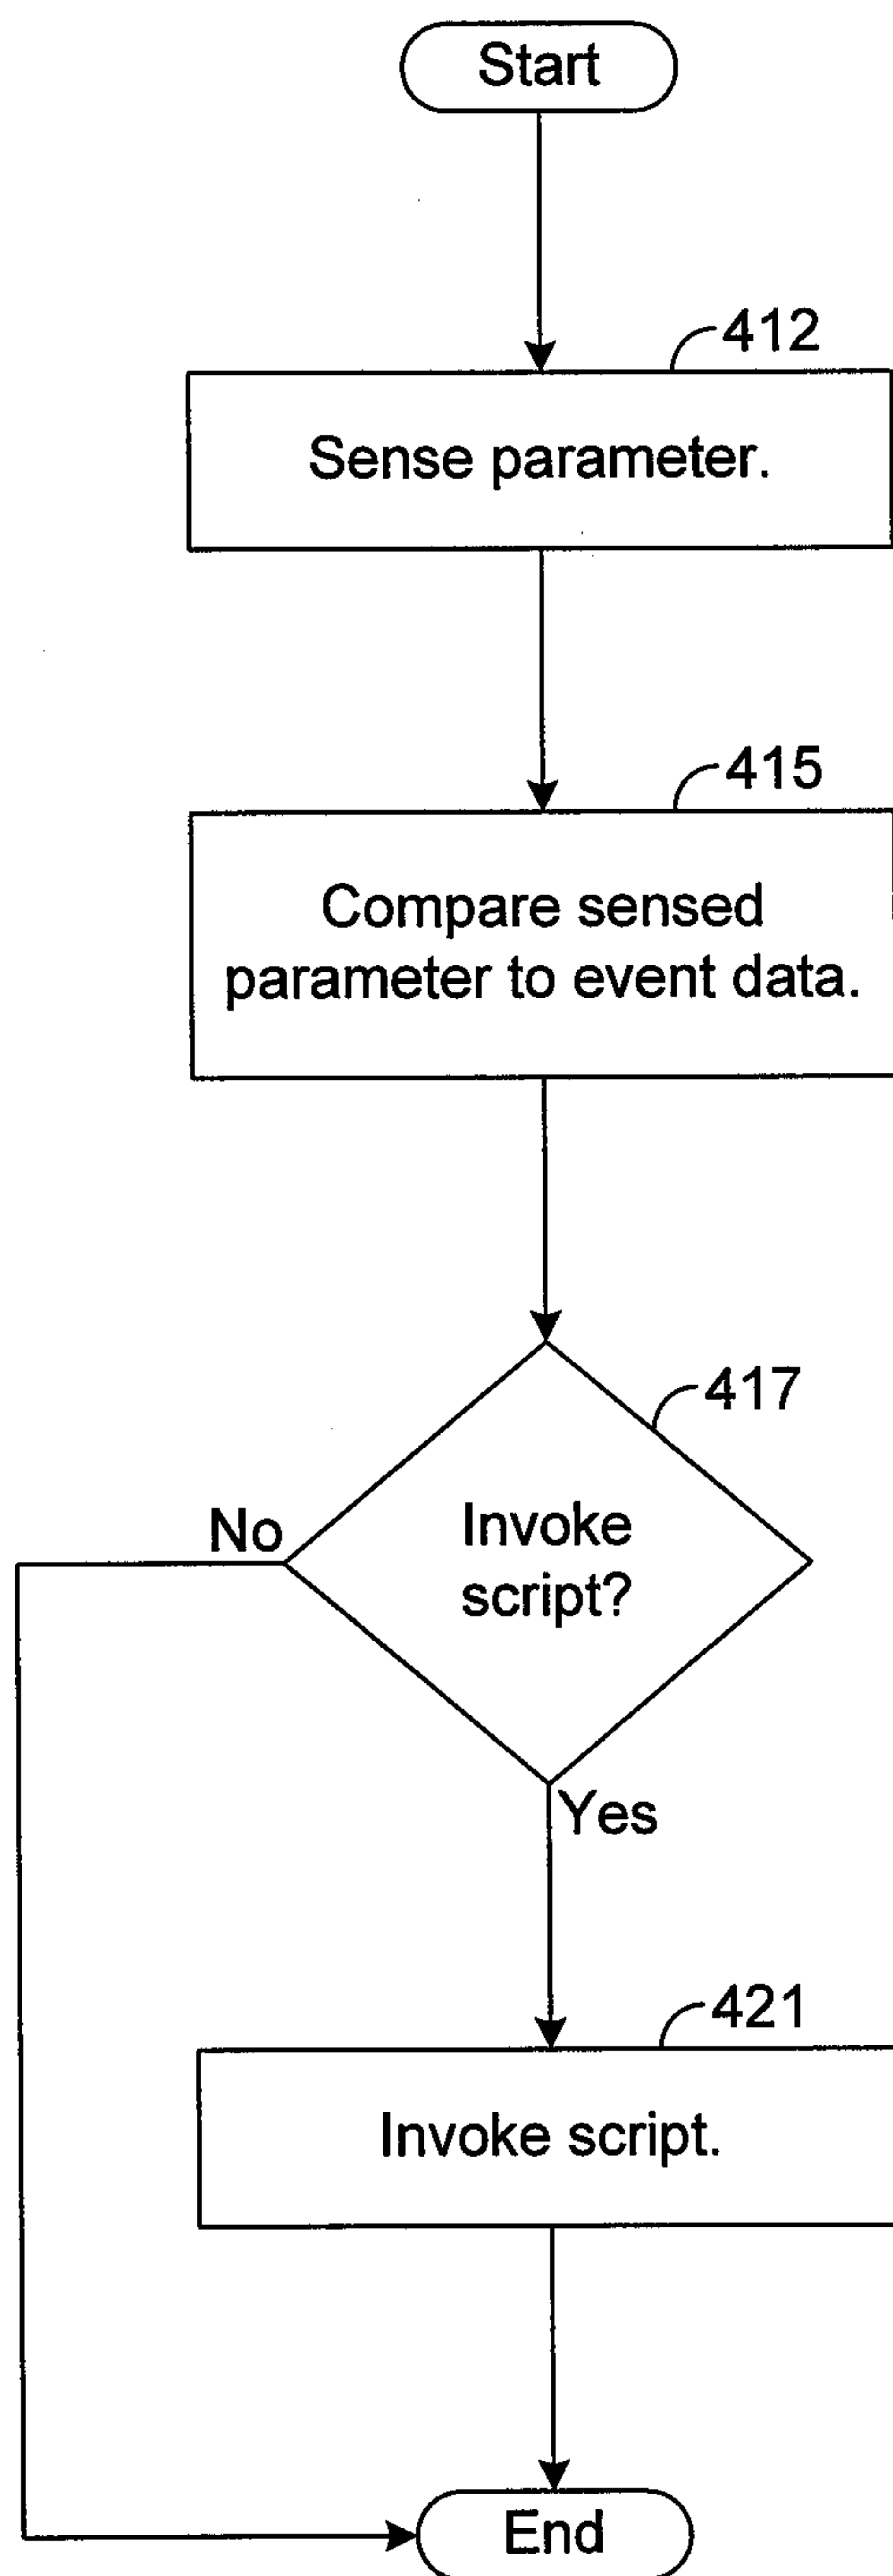 Start
412
Sense parameter.
415
Compare sensed
parameter to event data.
417
No
Invoke
script?
Yes
421
Invoke script.
End